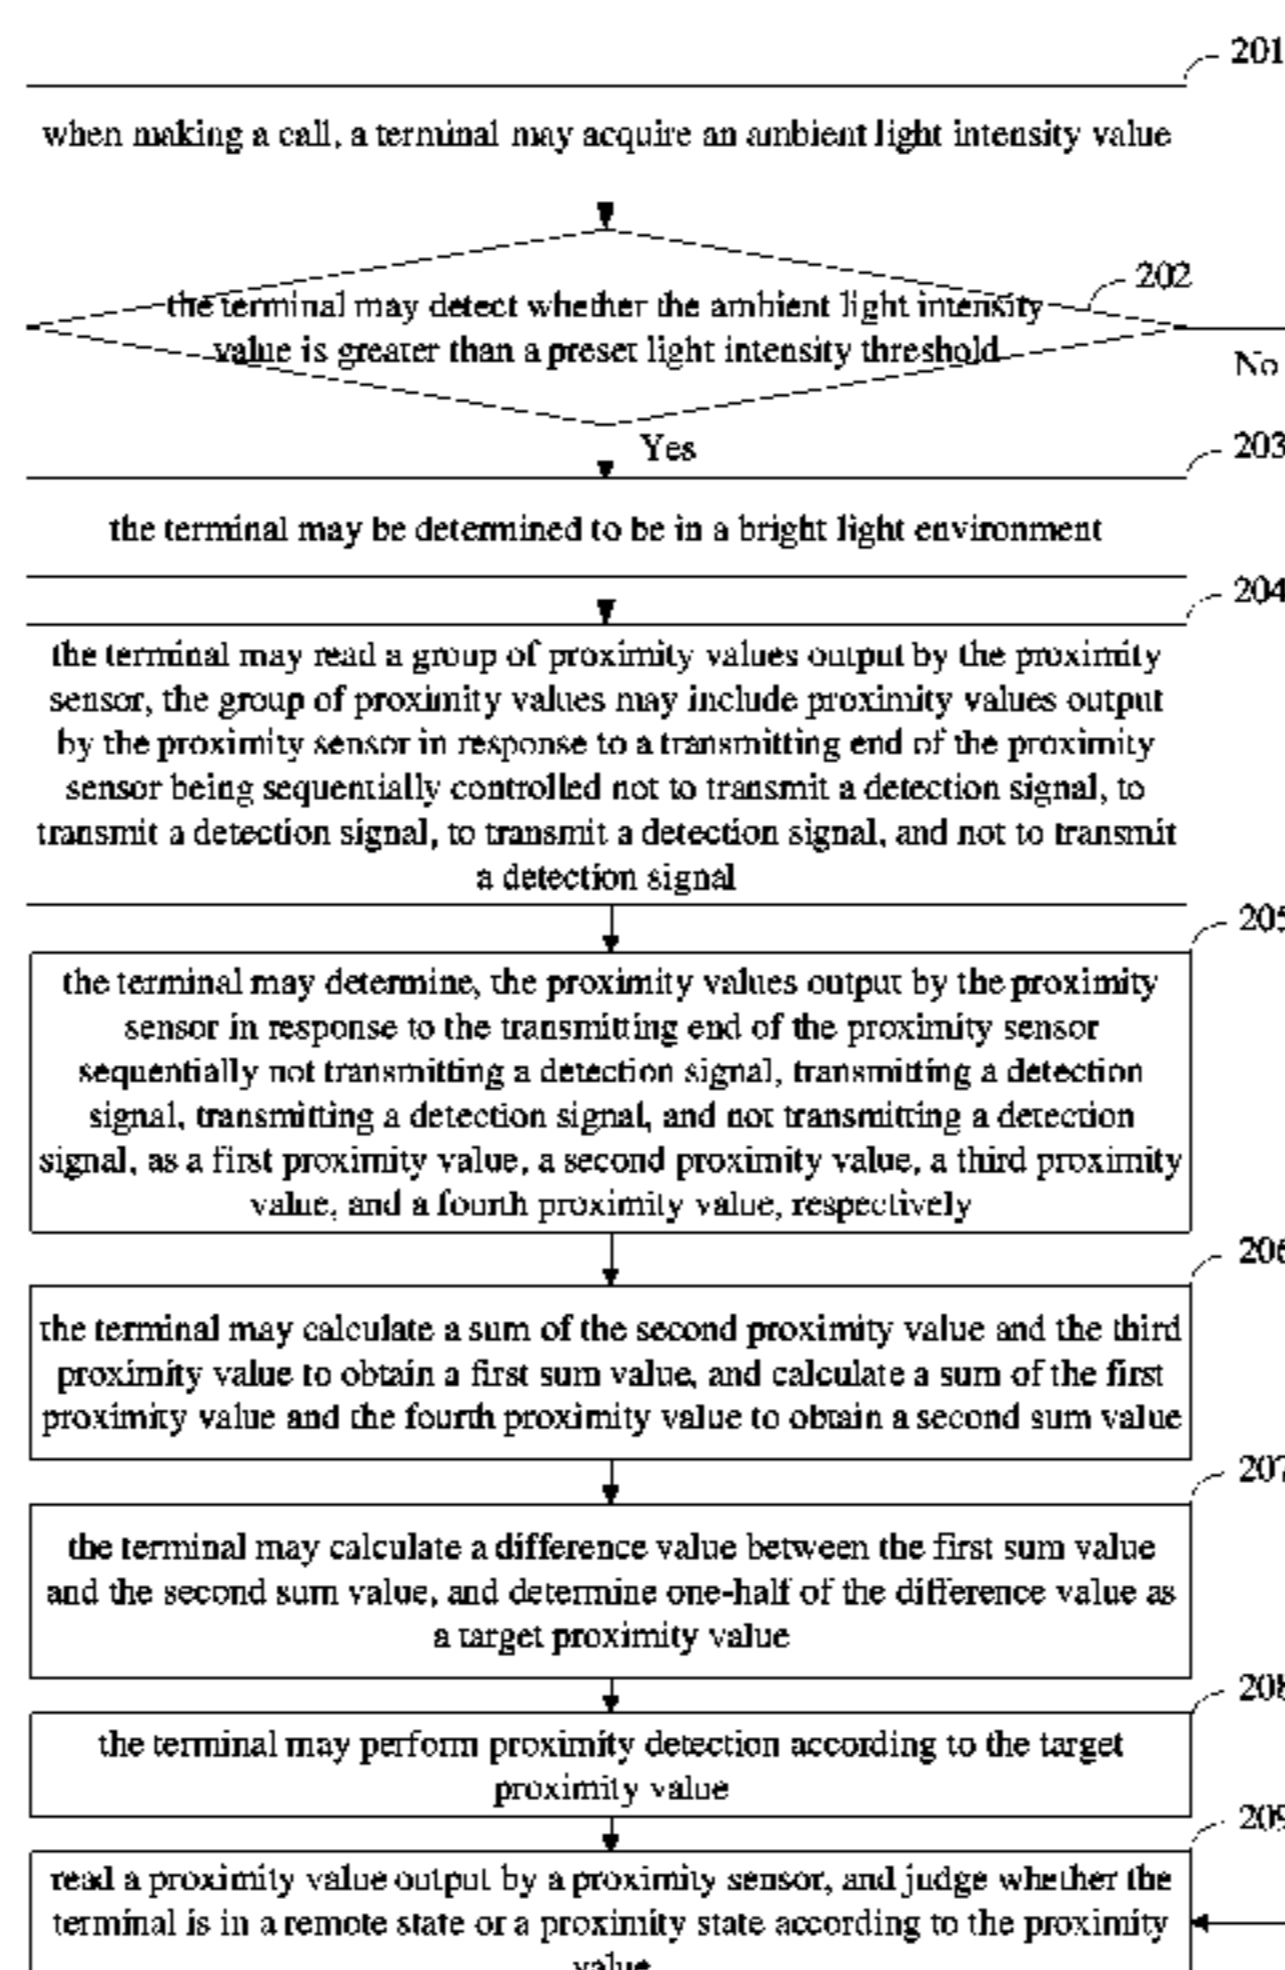 201
when making a call, a terminal may acquire an ambient light intensity value
202
the terminal may detect whether the ambient light intensity
value is greater than a preset light intensity threshold
No
Yes
203
the terminal may be determined to be in a bright light environment
204
the terminal may read a group of proximity values output by the proximity
sensor, the group of proximity values may include proximity values output
by the proximity sensor in response to a transmitting end of the proximity
sensor being sequentially controlled not to transmit a detection signal, to
transmit a detection signal, to transmit a detection signal, and not to transmit
a detection signal
205
the terminal may determine, the proximity values output by the proximity
sensor in response to the transmitting end of the proximity sensor
sequentially not transmitting a detection signal, transmitting a detection
signal, transmitting a detection signal, and not transmitting a detection
signal, as a first proximity value, a second proximity value, a third proximity
value, and a fourth proximity value, respectively
206
the terminal may calculate a sum of the second proximity value and the third
proximity value to obtain a first sum value, and calculate a sum of the first
proximity value and the fourth proximity value to obtain a second sum value
207
the terminal may calculate a difference value between the first sum value
and the second sum value, and determine one-half of the difference value as
a target proximity value
208
the terminal may perform proximity detection according to the target
proximity value
209
read a proximity value output by a proximity sensor, and judge whether the
terminal is in a remote state or a proximity state according to the proximity
value